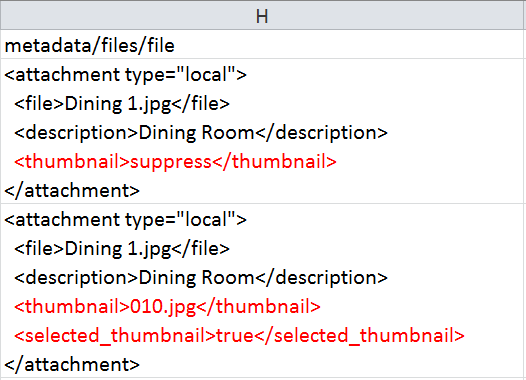 H
metadata/files/file
<attachment type="local">
  <file>Dining 1.jpg</file>
  <description>Dining Room</description>
  <thumbnail>suppress</thumbnail>
</attachment>
<attachment type="local">
  <file>Dining 1.jpg</file>
  <description>Dining Room</description>
  <thumbnail>010.jpg</thumbnail>
  <selected_thumbnail>true</selected_thumbnail>
</attachment>